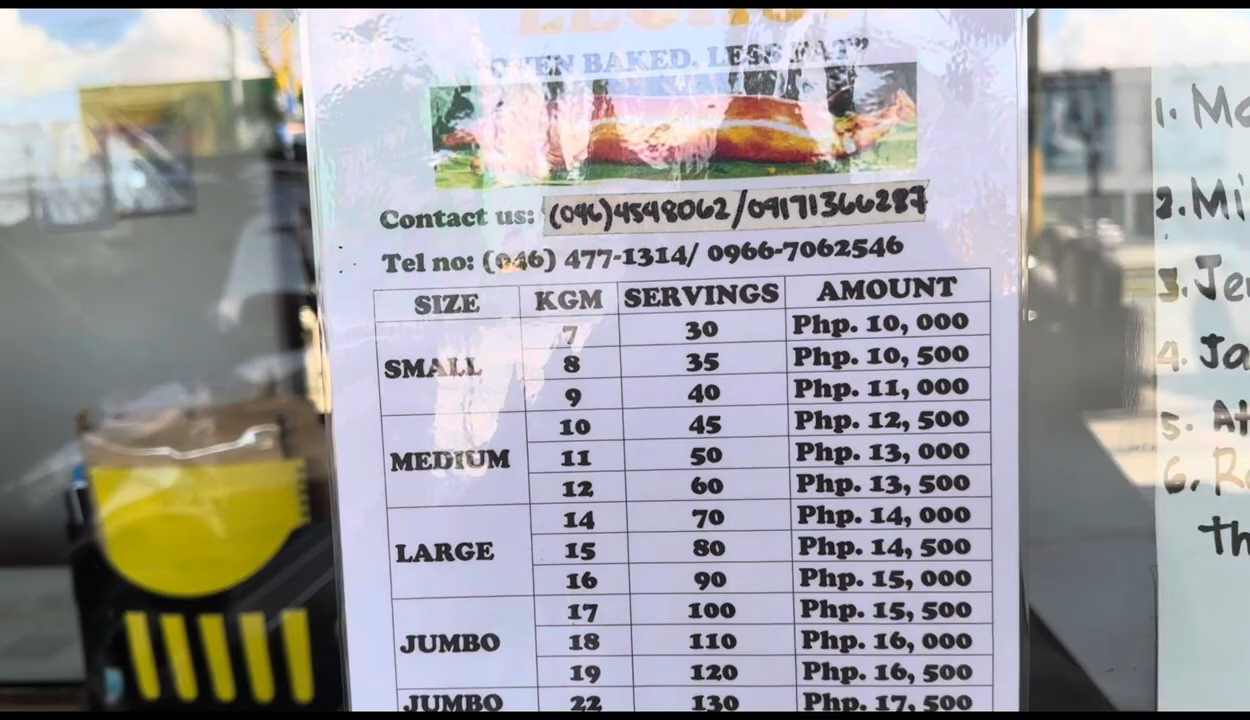 "OVEN BAKED, LESS FAT"
Contact us: (046)4548062/09171366287
Tel no: (046) 477-1314/ 0966-7062546
SIZE KGM SERVINGS AMOUNT
SMALL
7 30 Php. 10, 000
8 35 Php. 10, 500
9 40 Php. 11, 000
MEDIUM
10 45 Php. 12, 500
11 50 Php. 13, 000
12 60 Php. 13, 500
LARGE
14 70 Php. 14, 000
15 80 Php. 14, 500
16 90 Php. 15, 000
JUMBO
17 100 Php. 15, 500
18 110 Php. 16, 000
19 120 Php. 16, 500
JUMBO 22 130 Php. 17, 500
1.
2. Mi
3. Je
4. Ja
5. At
6.
Th